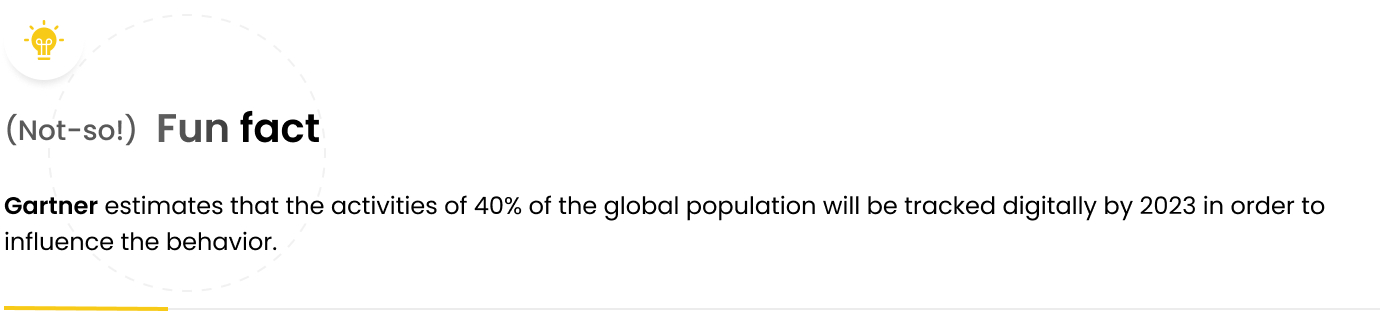 (Not-so!) Fun fact
Gartner estimates that the activities of 40% of the global population will be tracked digitally by 2023 in order to
influence the behavior.